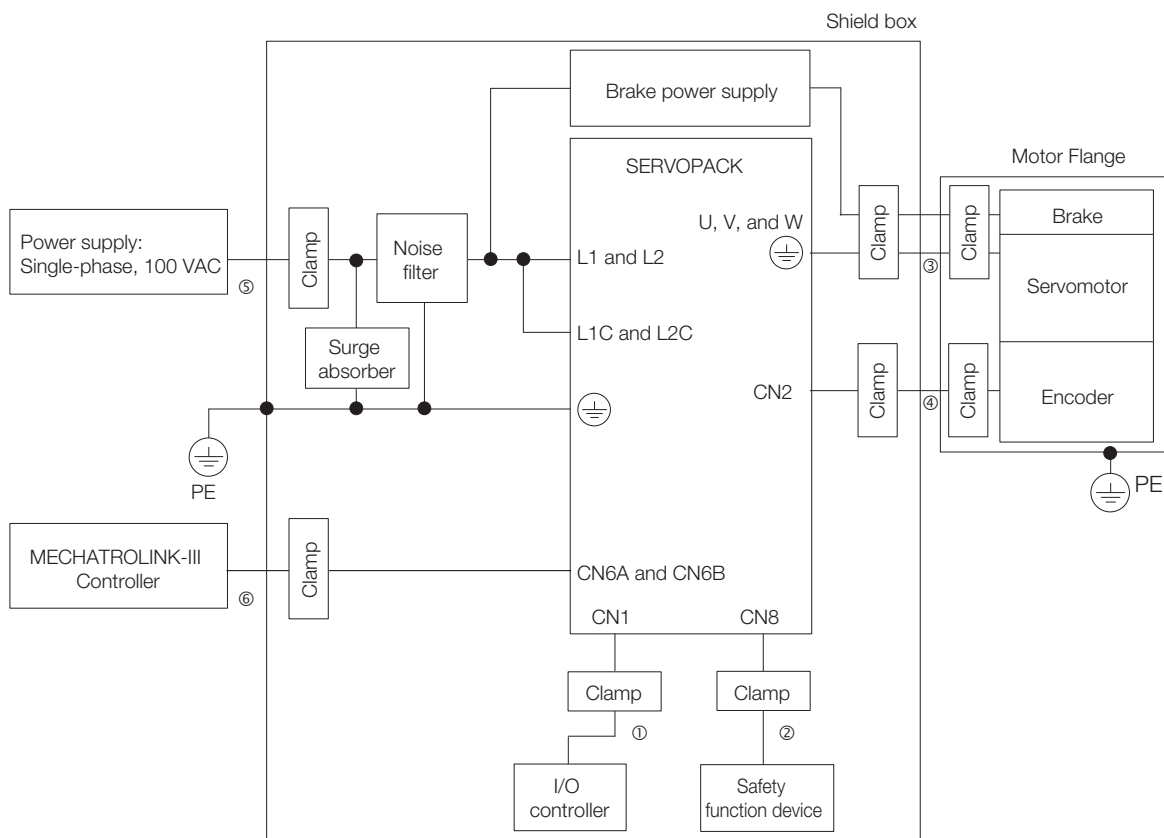 Shield box
Brake power supply
SERVOPACK
Motor Flange
U, V, and W
Clamp
Clamp
Brake
Power supply:
Single-phase, 100 VAC
⑤
Clamp
Noise
filter
L1 and L2
③
Servomotor
Surge
absorber
L1C and L2C
CN2
Clamp
④
Clamp
Encoder
PE
PE
MECHATROLINK-III
Controller
⑥
Clamp
CN6A and CN6B
CN1
CN8
Clamp
Clamp
①
②
I/O
controller
Safety
function device